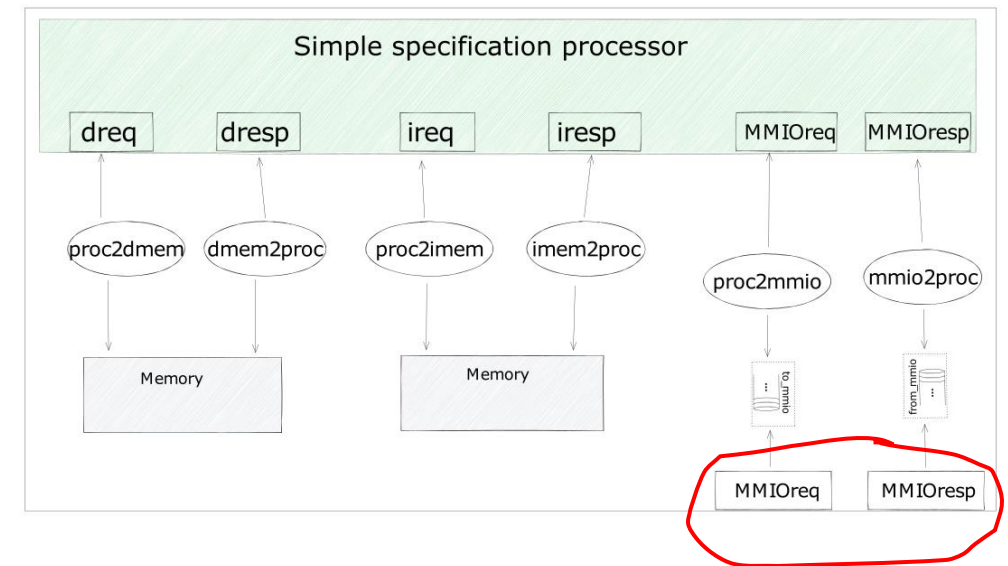 Simple specification processor
dreq dresp ireq iresp MMIOreq MMIOresp
proc2dmem dmem2proc proc2imem imem2proc proc2mmio mmio2proc
Memory Memory
... to_mmio
from_mmio ...
MMIOreq MMIOresp